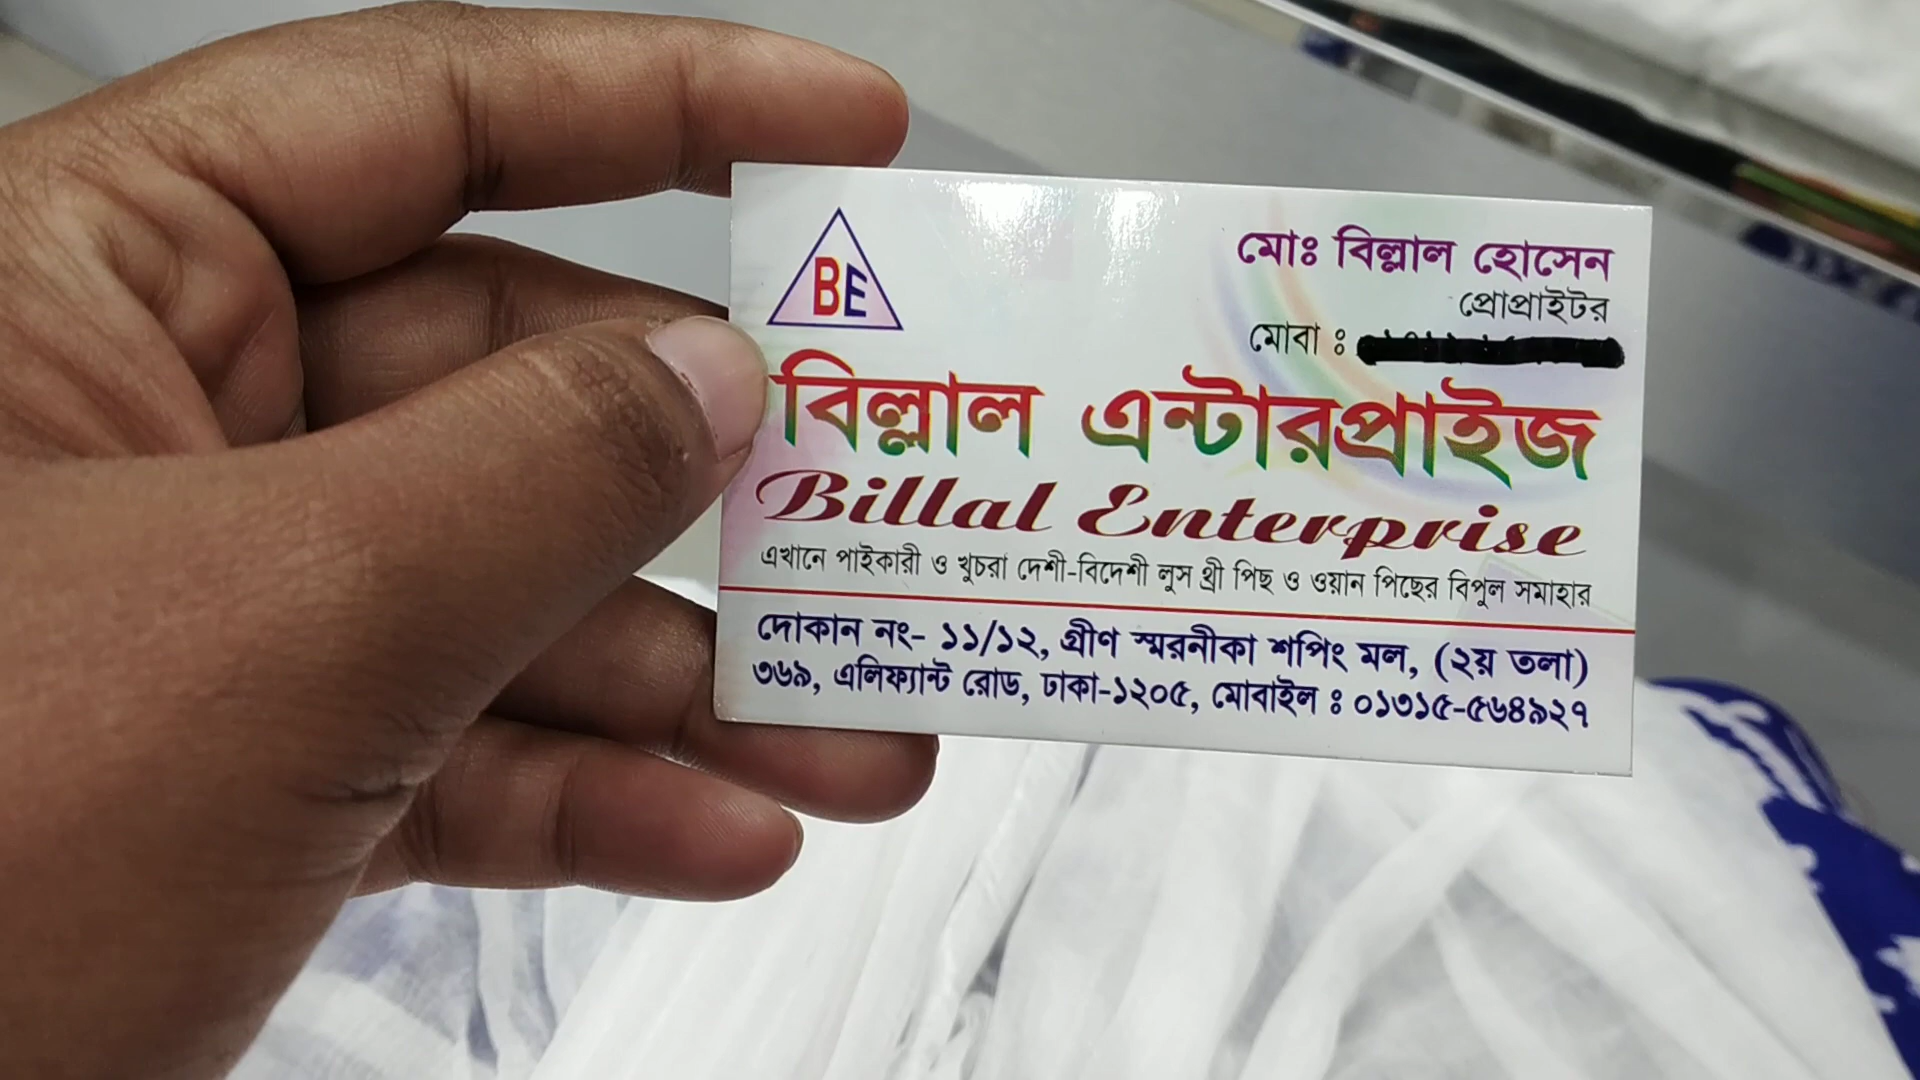 BE
মোঃ বিল্লাল হোসেন
প্রোপ্রাইটর
মোবা ঃ
বিল্লাল এন্টারপ্রাইজ
Billal Enterprise
এখানে পাইকারী ও খুচরা দেশী-বিদেশী লুস থ্রী পিছ ও ওয়ান পিছের বিপুল সমাহার
দোকান নং- ১১/১২, গ্রীণ স্মরনীকা শপিং মল, (২য় তলা)
৩৬৯, এলিফ্যান্ট রোড, ঢাকা-১২০৫, মোবাইল ঃ ০১৩১৫-৫৬৪৯২৭